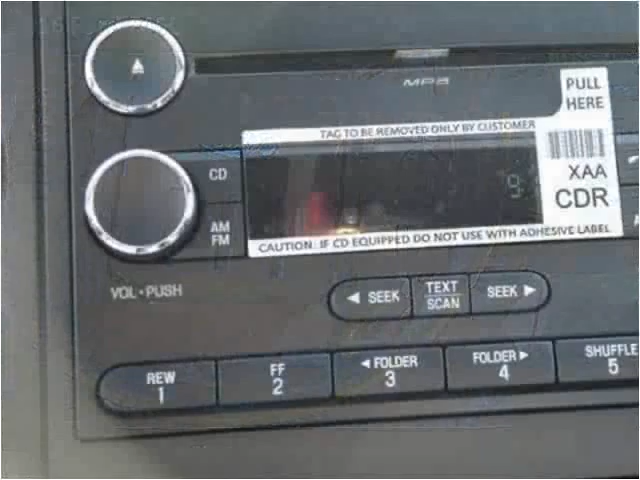 MP3
PULL
HERE
TAG TO BE REMOVED ONLY BY CUSTOMER
XAA
CDR
CD
9
AM
FM
CAUTION: IF CD EQUIPPED DO NOT USE WITH ADHESIVE LABEL
VOL • PUSH
◄ SEEK
TEXT
SCAN
SEEK ►
REW
1
FF
2
◄ FOLDER
3
FOLDER ►
4
SHUFFLE
5